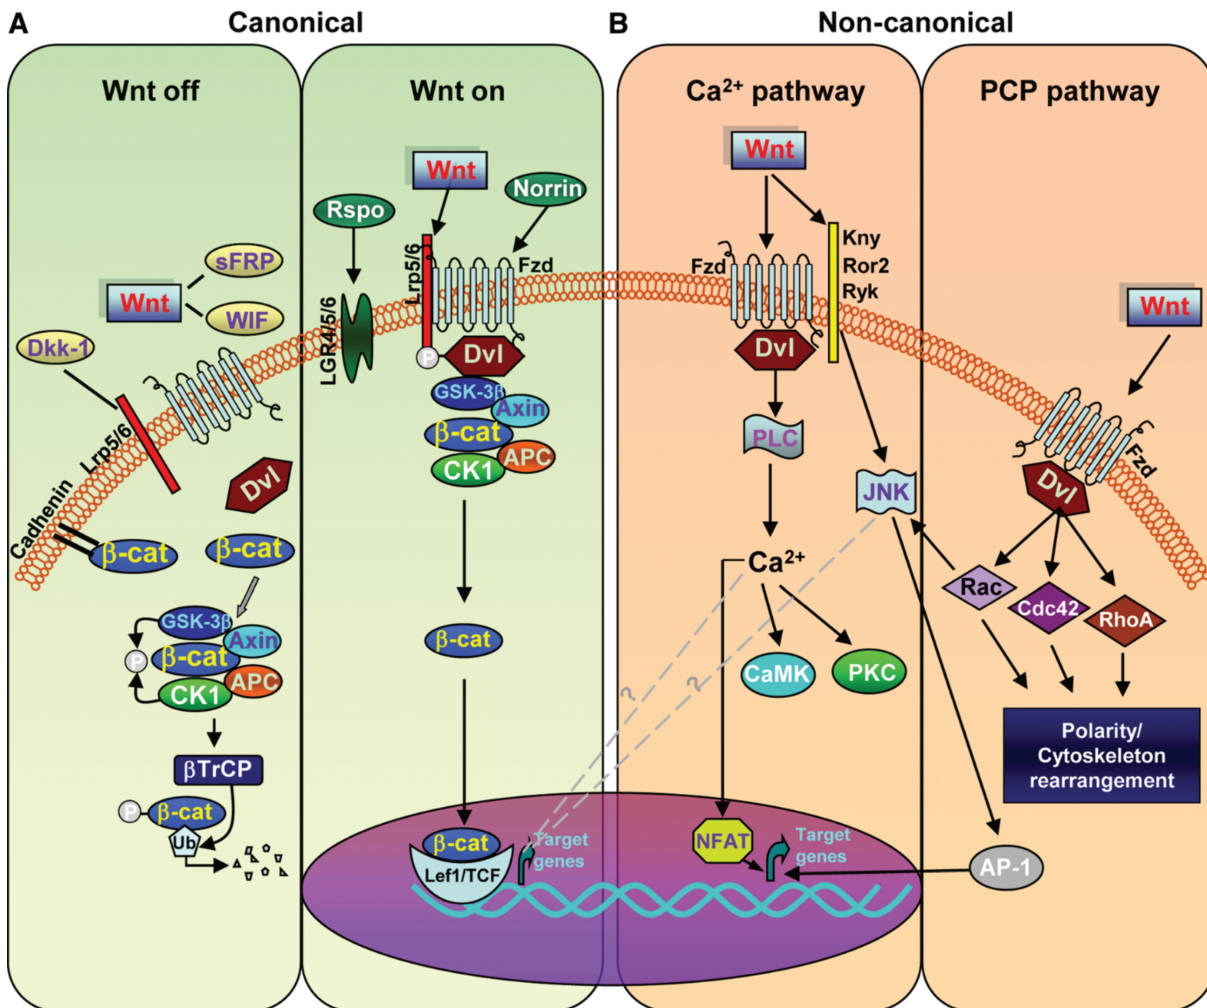 A
Canonical
B
Non-canonical
Wnt off
Wnt on
Ca²⁺ pathway
PCP pathway
Wnt
sFRP
WIF
Dkk-1
Lrp5/6
Cadhenin
Dvl
β-cat
β-cat
GSK-3β
Axin
β-cat
APC
CK1
P
βTrCP
P
β-cat
Ub
Wnt
Norrin
Rspo
Lrp5/6
Fzd
LGR4/5/6
P
Dvl
GSK-3β
Axin
β-cat
APC
CK1
β-cat
β-cat
Lef1/TCF
Target
genes
Wnt
Fzd
Kny
Ror2
Ryk
Dvl
PLC
JNK
Ca²⁺
?
?
CaMK
PKC
NFAT
Target
genes
Wnt
Fzd
Dvl
Rac
Cdc42
RhoA
Polarity/
Cytoskeleton
rearrangement
AP-1